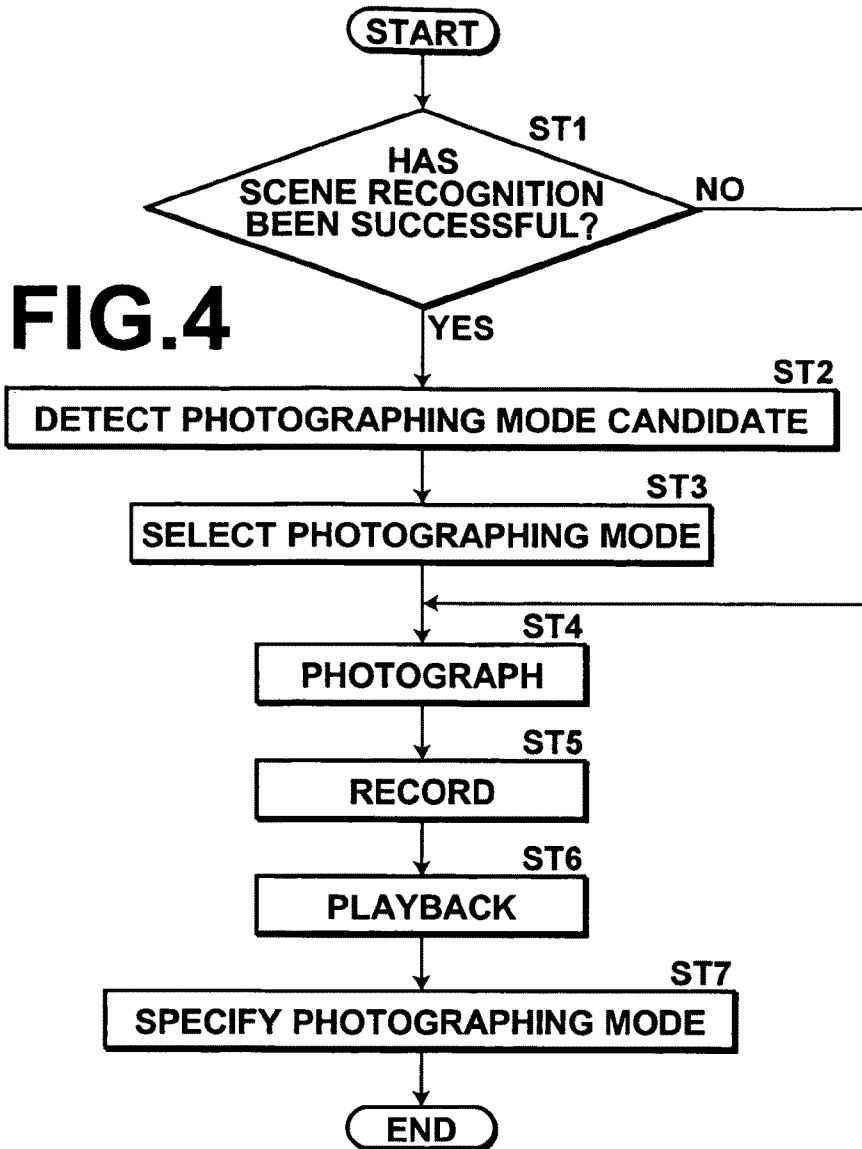 START
ST1
HAS
SCENE RECOGNITION
BEEN SUCCESSFUL?
NO
FIG.4
YES
ST2
DETECT PHOTOGRAPHING MODE CANDIDATE
ST3
SELECT PHOTOGRAPHING MODE
ST4
PHOTOGRAPH
ST5
RECORD
ST6
PLAYBACK
ST7
SPECIFY PHOTOGRAPHING MODE
END